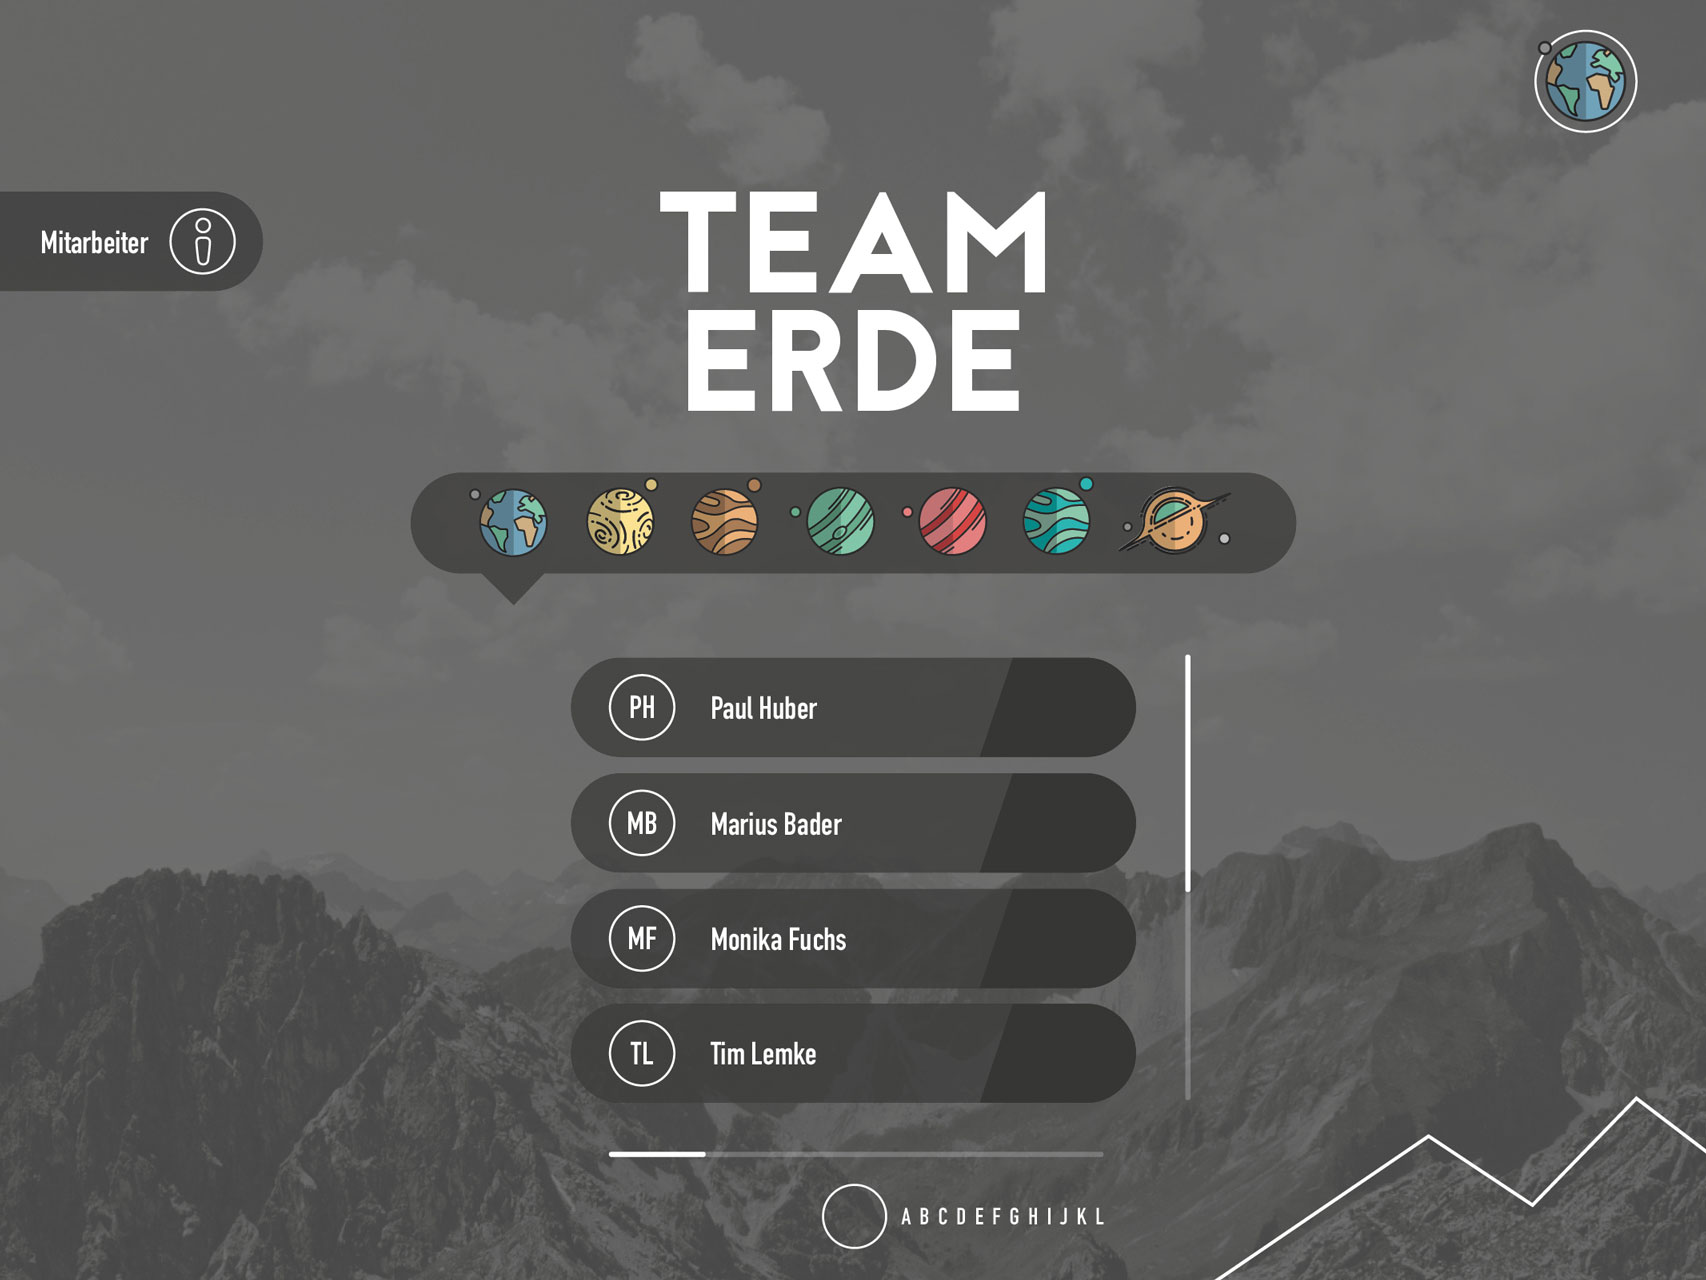 Mitarbeiter
TEAM
ERDE
PH Paul Huber
MB Marius Bader
MF Monika Fuchs
TL Tim Lemke
A B C D E F G H I J K L